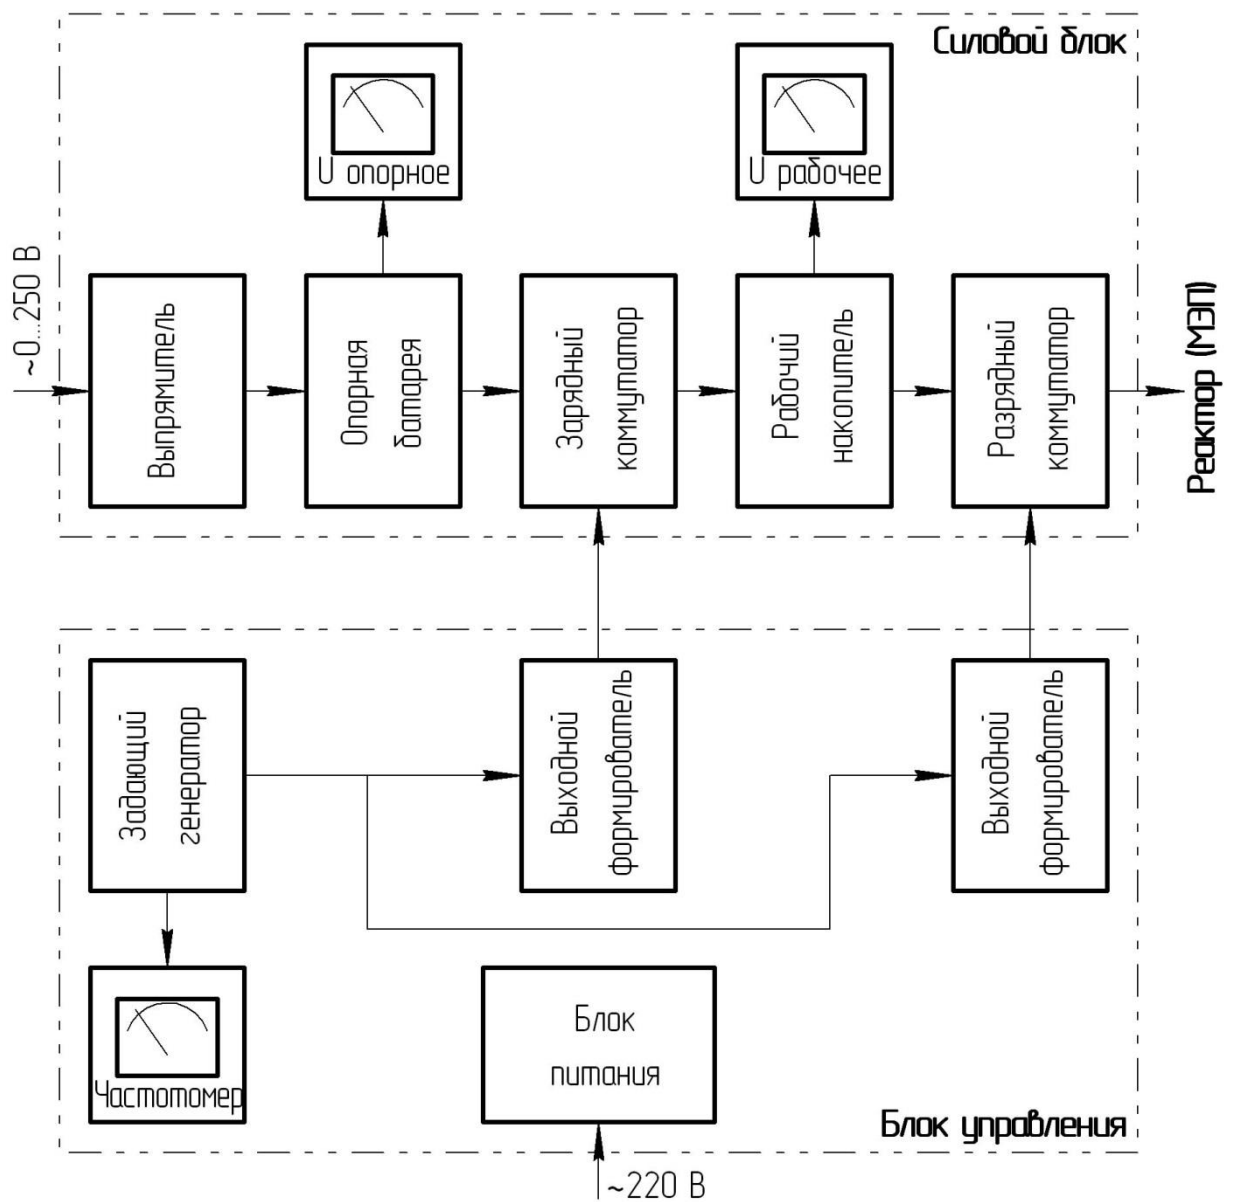 Силовой блок
U опорное
U рабочее
~0...250 В
Выпрямитель
Опорная
батарея
Зарядный
коммутатор
Рабочий
накопитель
Разрядный
коммутатор
Реактор (МЭП)
Задающий
генератор
Выходной
формирователь
Выходной
формирователь
Частотомер
Блок
питания
Блок управления
~220 В